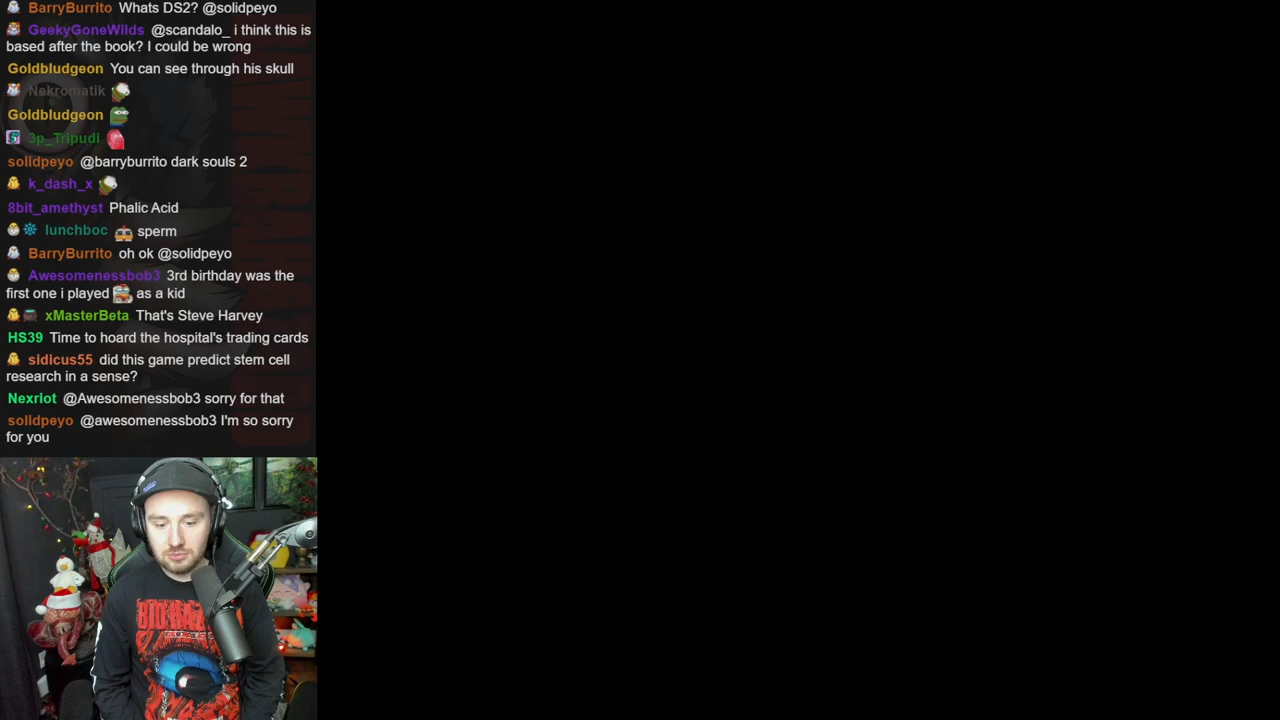 BarryBurrito Whats DS2? @solidpeyo
GeekyGoneWilds @scandalo_ i think this is
based after the book? I could be wrong
Goldbludgeon You can see through his skull
Nekromatik
Goldbludgeon
3p_Tripudi
solidpeyo @barryburrito dark souls 2
k_dash_x
8bit_amethyst Phalic Acid
lunchboc sperm
BarryBurrito oh ok @solidpeyo
Awesomenessbob3 3rd birthday was the
first one i played as a kid
xMasterBeta That's Steve Harvey
HS39 Time to hoard the hospital's trading cards
sidicus55 did this game predict stem cell
research in a sense?
Nexriot @Awesomenessbob3 sorry for that
solidpeyo @awesomenessbob3 I'm so sorry
for you